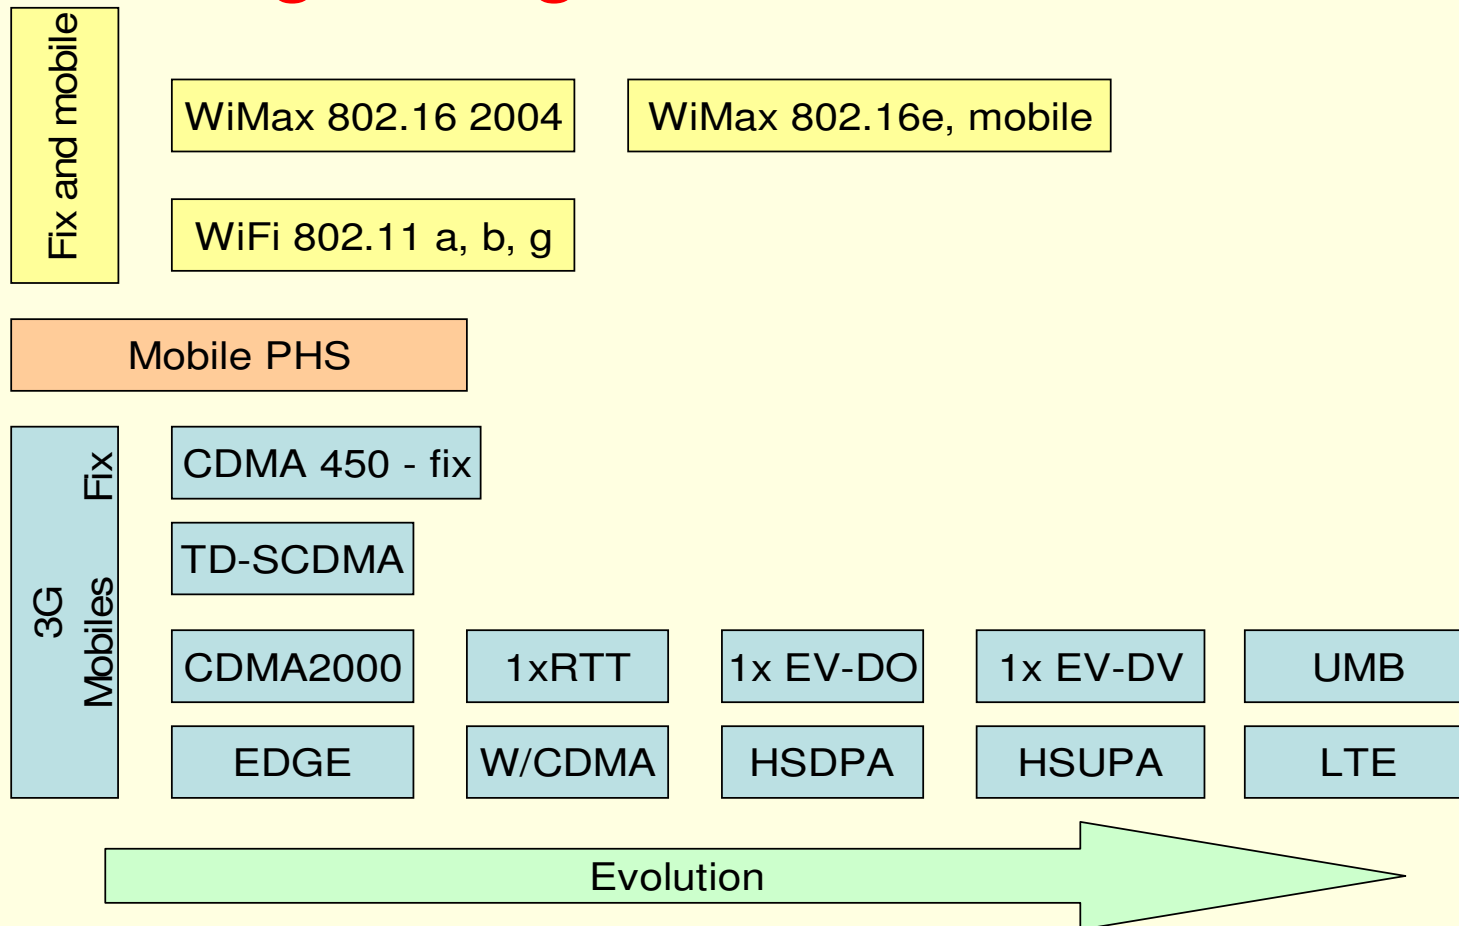 Fix and mobile
WiMax 802.16 2004
WiMax 802.16e, mobile
WiFi 802.11 a, b, g
Mobile PHS
3G
Mobiles Fix
CDMA 450 - fix
TD-SCDMA
CDMA2000
1xRTT
1x EV-DO
1x EV-DV
UMB
EDGE
W/CDMA
HSDPA
HSUPA
LTE
Evolution